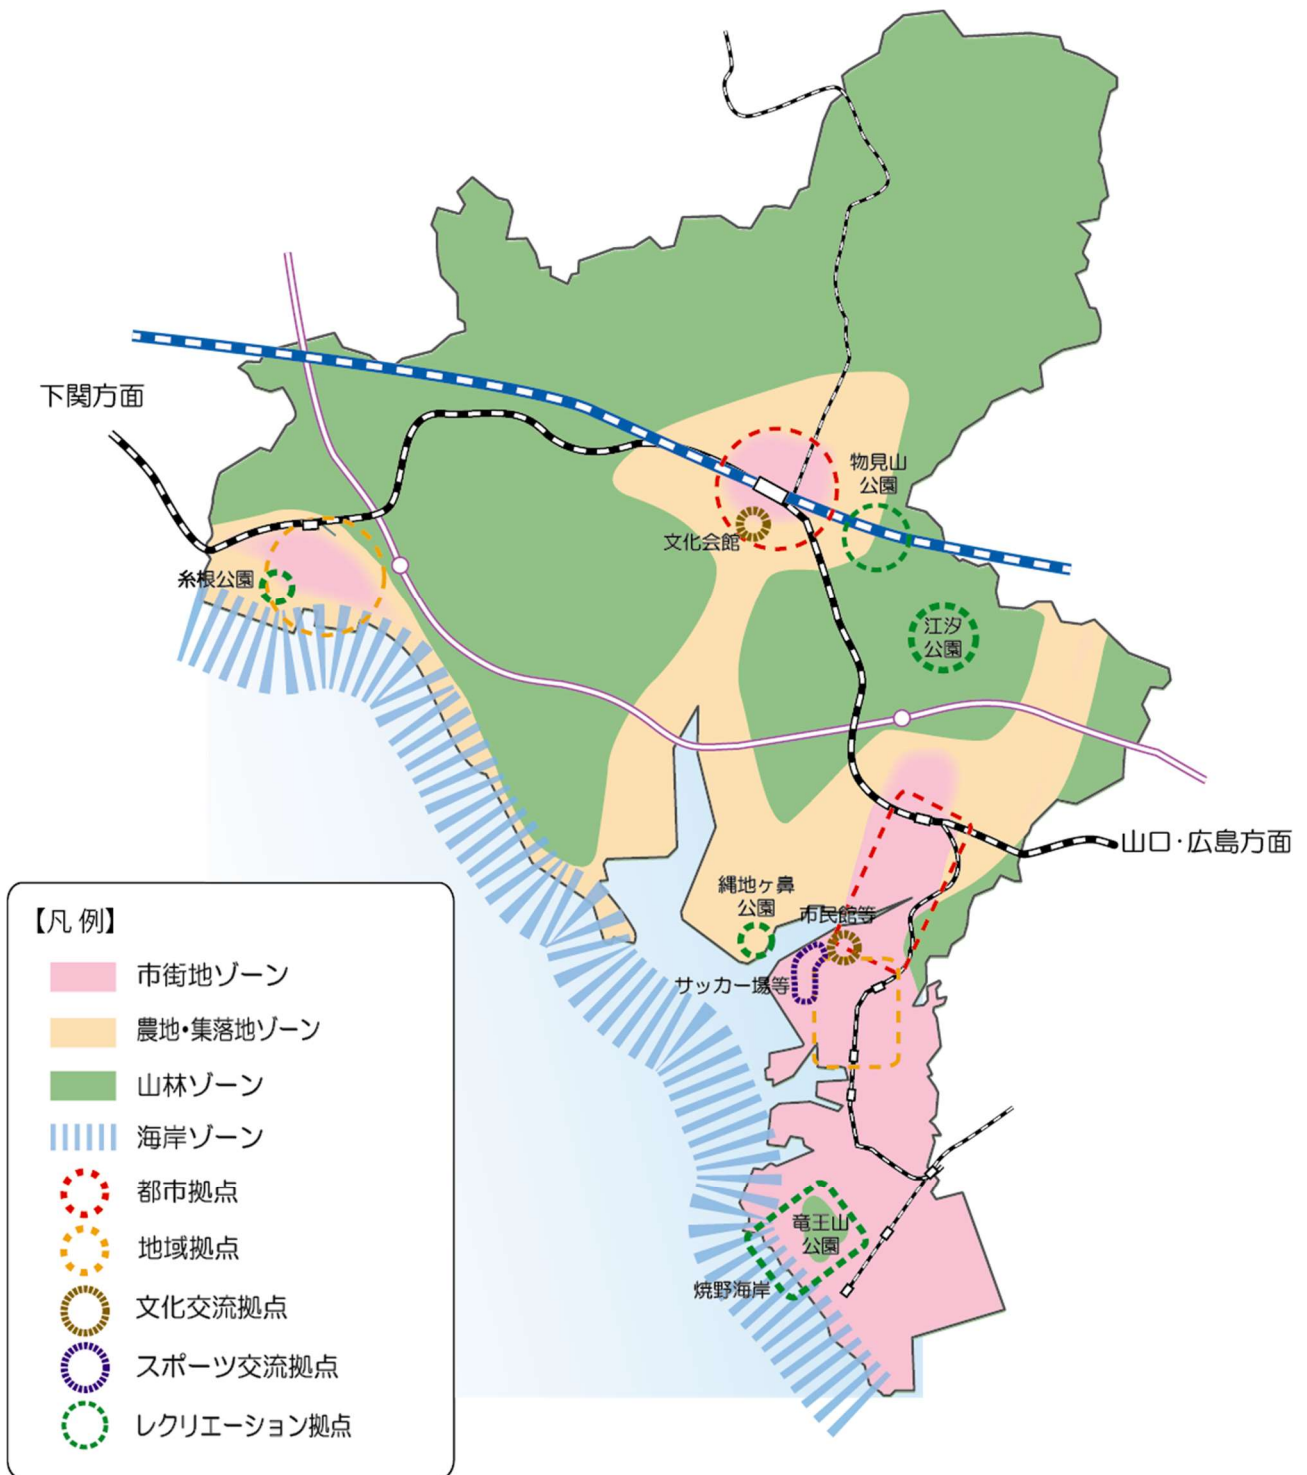 下関方面
物見山
公園
文化会館
糸根公園
江汐
公園
山口・広島方面
縄地ヶ鼻
公園
市民館等
サッカー場等
竜王山
公園
焼野海岸
【凡 例】
市街地ゾーン
農地・集落地ゾーン
山林ゾーン
海岸ゾーン
都市拠点
地域拠点
文化交流拠点
スポーツ交流拠点
レクリエーション拠点